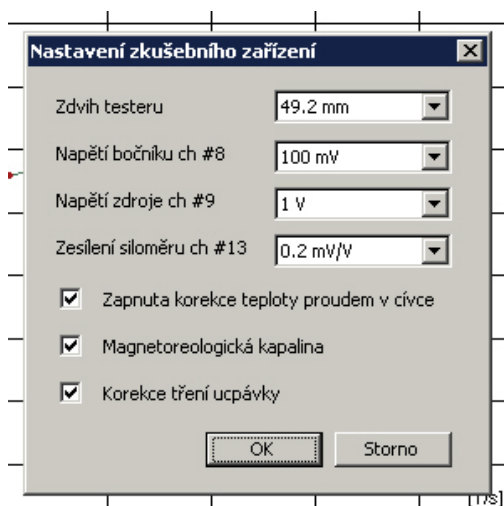 Nastavení zkušebního zařízení
Zdvih testeru 49.2 mm
Napětí bočníku ch #8 100 mV
Napětí zdroje ch #9 1 V
Zesílení siloměru ch #13 0.2 mV/V
Zapnuta korekce teploty proudem v cívce
Magnetoreologická kapalina
Korekce tření ucpávky
OK Storno
[1/s]